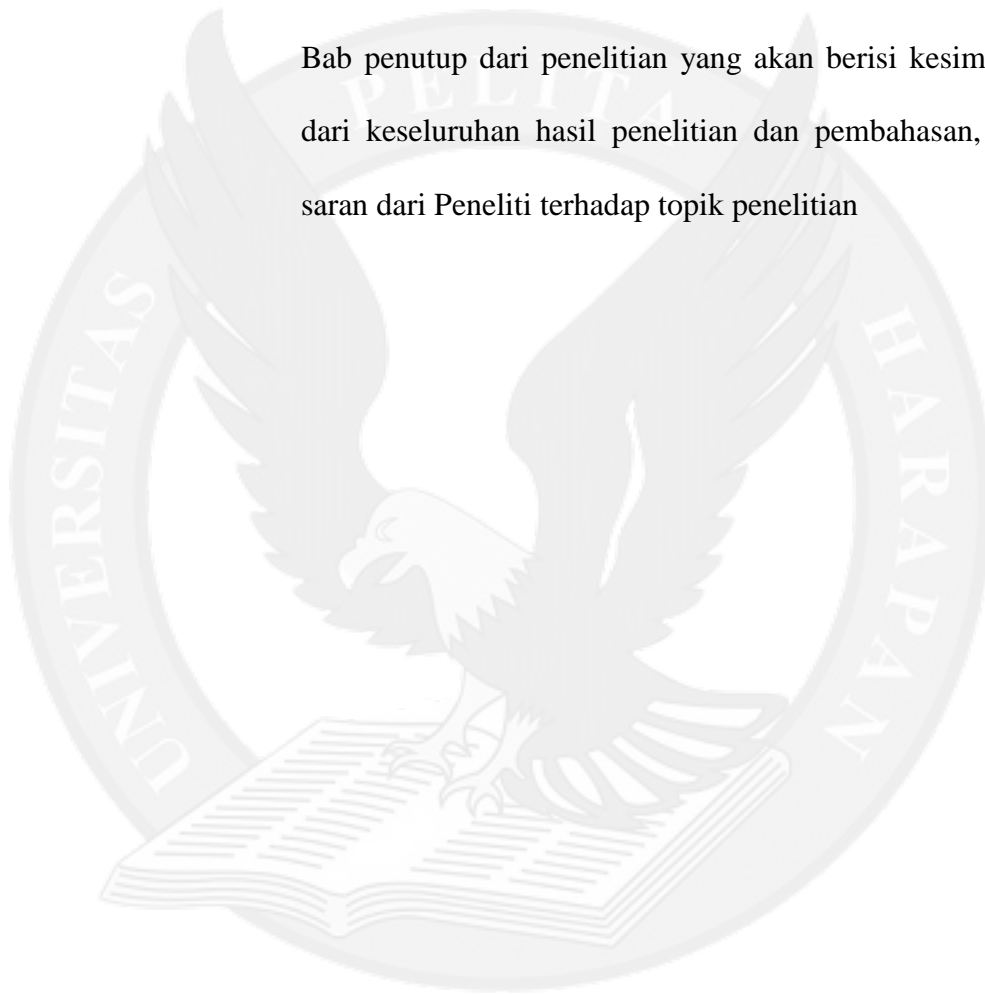 Bab penutup dari penelitian yang akan berisi kesim
dari keseluruhan hasil penelitian dan pembahasan,
saran dari Peneliti terhadap topik penelitian
UNIVERSITAS PELITA HARAPAN